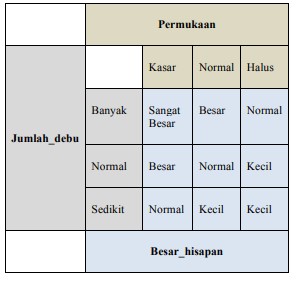 Permukaan
Kasar Normal Halus
Banyak Sangat Besar Normal
Besar
Jumlah_debu
Normal Besar Normal Kecil
Sedikit Normal Kecil Kecil
Besar_hisapan